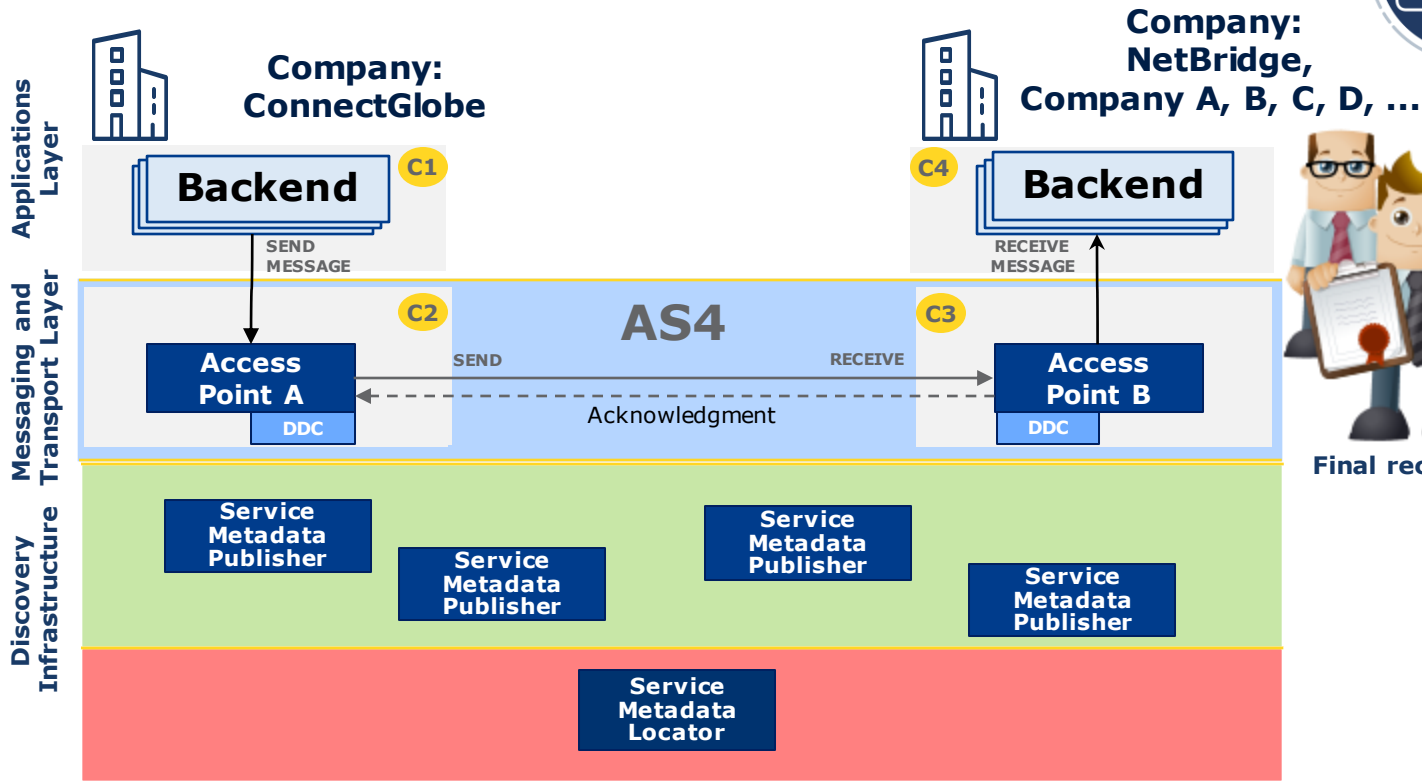 Company:
ConnectGlobe
Company:
NetBridge,
Company A, B, C, D, ...
Applications
Layer
Backend
C1
C4
Backend
SEND
MESSAGE
RECEIVE
MESSAGE
Messaging and
Transport Layer
C2
AS4
C3
Access
Point A
SEND
RECEIVE
Access
Point B
Acknowledgment
DDC
DDC
Final rec
Discovery
Infrastructure
Service
Metadata
Publisher
Service
Metadata
Publisher
Service
Metadata
Publisher
Service
Metadata
Publisher
Service
Metadata
Locator